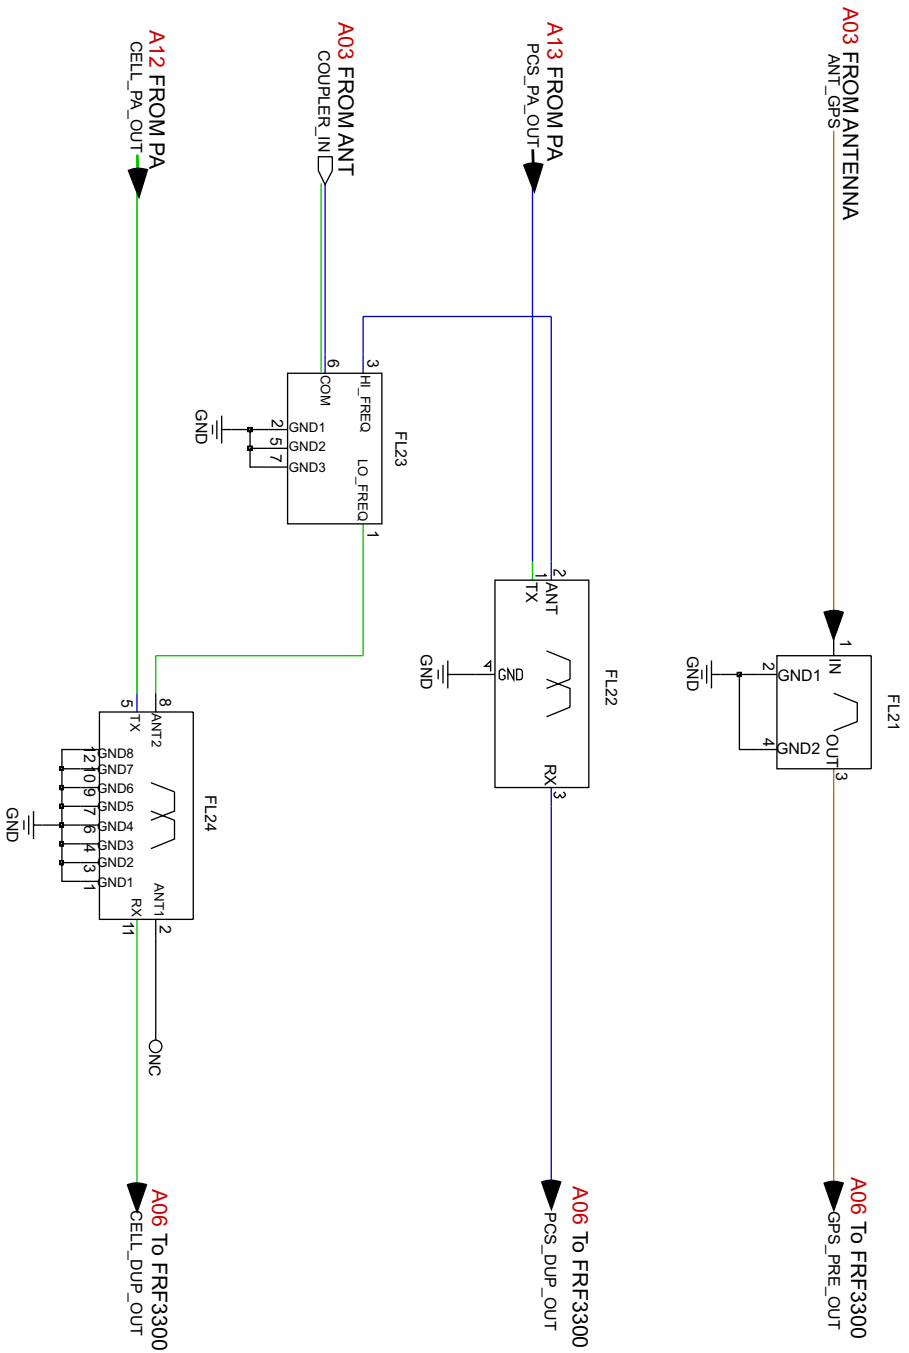 A03 FROM ANTENNA
ANT_GPS
1
IN
2
GND1
4
GND2
OUT
3
GND
FL21
A06 To FRF3300
GPS_PRE_OUT
A13 FROM PA
PCS_PA_OUT
2
ANT
1
TX
4
GND
GND
RX
3
FL22
A06 To FRF3300
PCS_DUP_OUT
A03 FROM ANT
COUPLER_IN
3
HI_FREQ
6
COM
2
GND1
5
GND2
7
GND3
GND
LO_FREQ
1
FL23
A12 FROM PA
CELL_PA_OUT
8
ANT2
5
TX
12
GND8
10
GND7
9
GND6
7
GND5
6
GND4
4
GND3
3
GND2
1
GND1
GND
ANT1
2
NC
RX
11
FL24
A06 To FRF3300
CELL_DUP_OUT